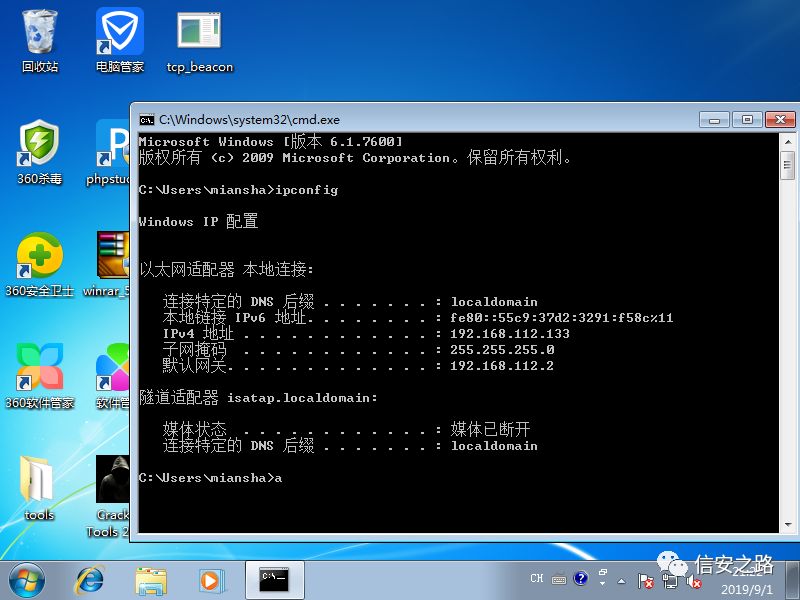 回收站
电脑管家
tcp_beacon
360杀毒
phpstu
360安全卫士
winrar_5
360软件管家
软件管
tools
Crack
Tools 2
C:\Windows\system32\cmd.exe
Microsoft Windows [版本 6.1.7600]
版权所有 (c) 2009 Microsoft Corporation。保留所有权利。
C:\Users\miansha>ipconfig
Windows IP 配置
以太网适配器 本地连接:
连接特定的 DNS 后缀 . . . . . . . : localdomain
本地链接 IPv6 地址. . . . . . . . : fe80::55c9:37d2:3291:f58c%11
IPv4 地址 . . . . . . . . . . . . : 192.168.112.133
子网掩码 . . . . . . . . . . . . : 255.255.255.0
默认网关. . . . . . . . . . . . . : 192.168.112.2
隧道适配器 isatap.localdomain:
媒体状态 . . . . . . . . . . . . : 媒体已断开
连接特定的 DNS 后缀 . . . . . . . : localdomain
C:\Users\miansha>a
CH
信安之路
2019/9/1